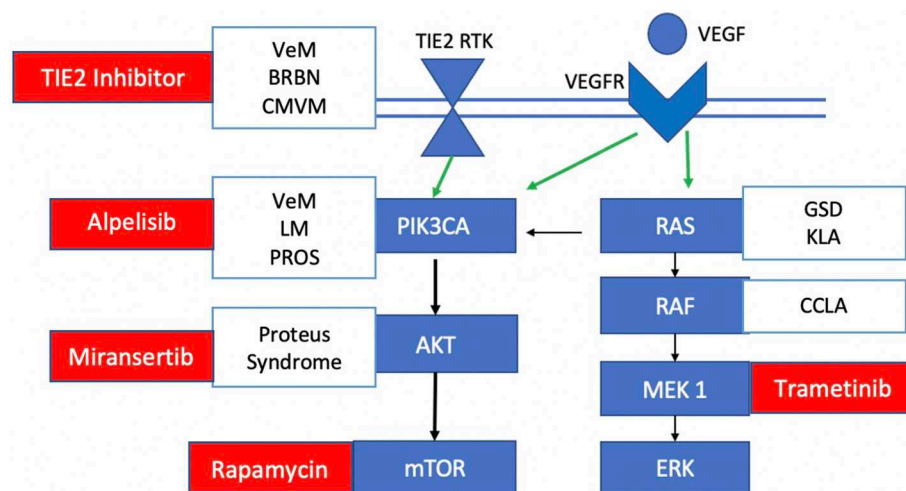 VEGF
TIE2 RTK
VEGFR
TIE2 Inhibitor
VeM
BRBN
CMVM
Alpelisib
VeM
LM
PROS
PIK3CA
RAS
GSD
KLA
RAF
CCLA
Miransertib
Proteus
Syndrome
AKT
MEK 1
Trametinib
Rapamycin
mTOR
ERK